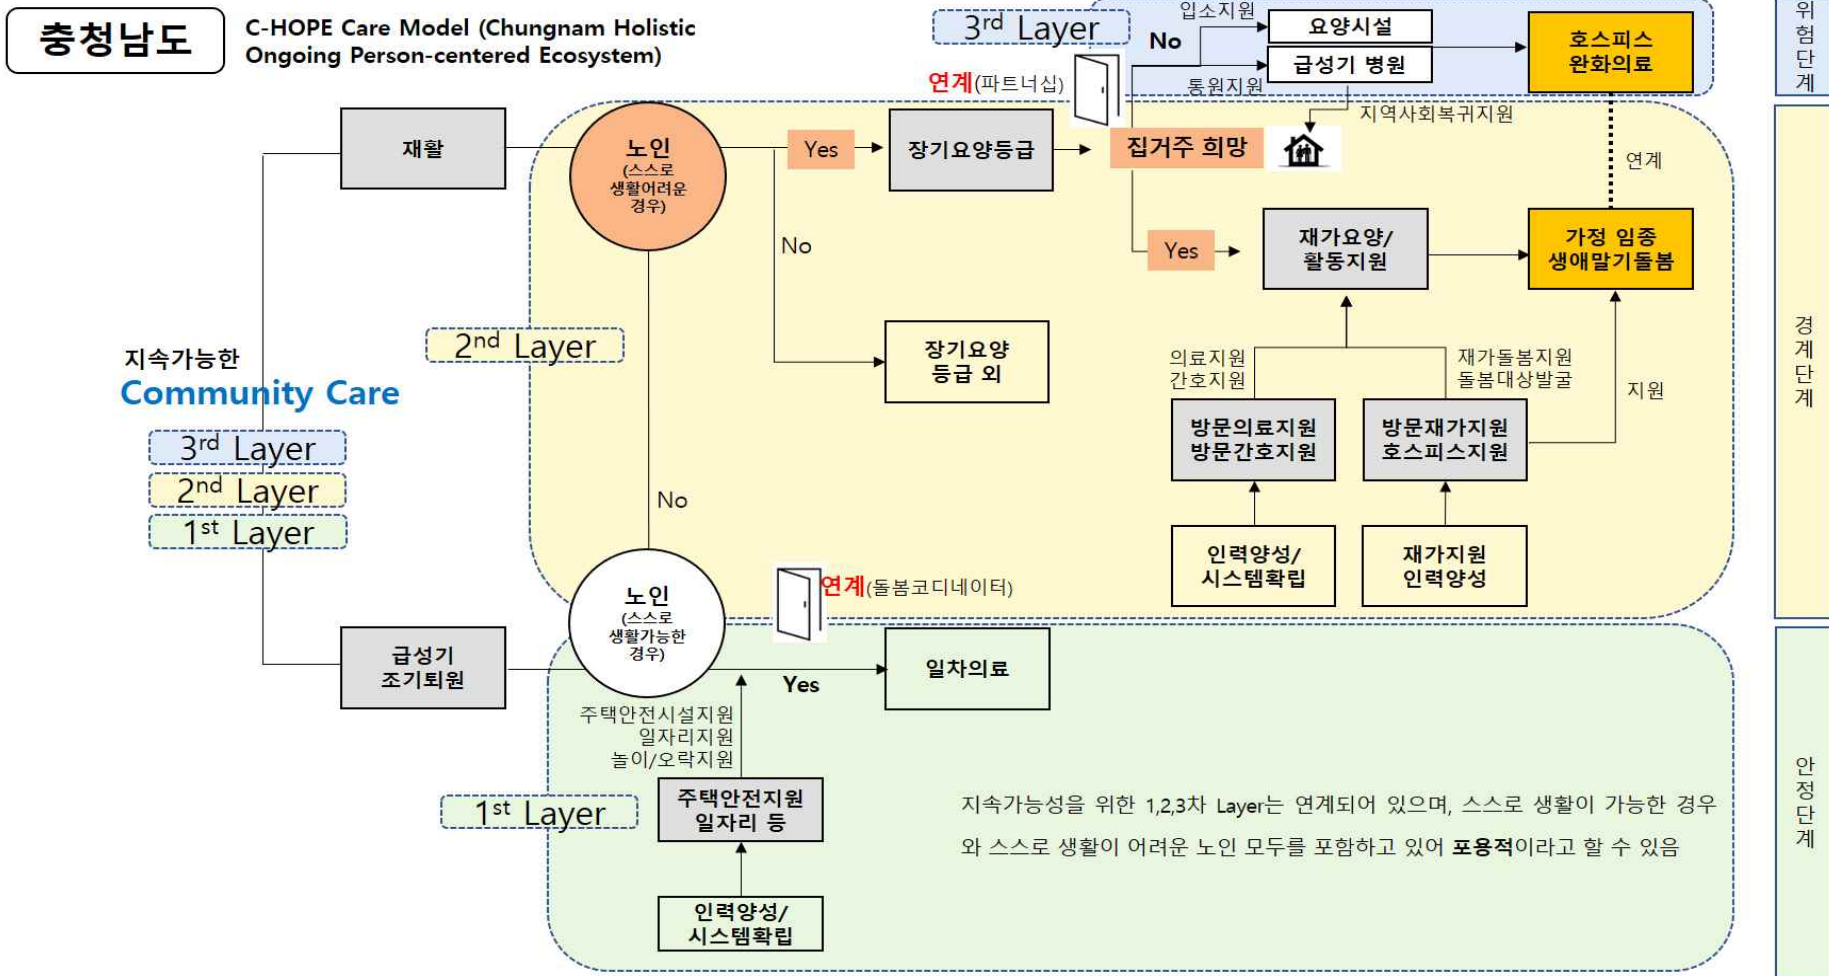 충청남도
C-HOPE Care Model (Chungnam Holistic
Ongoing Person-centered Ecosystem)
3rd Layer
No
입소지원
요양시설
급성기 병원
통원지원
호스피스
완화의료
위
험
단
계
연계(파트너십)
지역사회복귀지원
재활
노인
(스스로
생활어려운
경우)
Yes
장기요양등급
집거주 희망
연계
No
Yes
재가요양/
활동지원
가정 임종
생애말기돌봄
2nd Layer
장기요양
등급 외
경
계
단
계
지속가능한
Community Care
3rd Layer
2nd Layer
1st Layer
의료지원
간호지원
재가돌봄지원
돌봄대상발굴
지원
방문의료지원
방문간호지원
방문재가지원
호스피스지원
No
인력양성/
시스템확립
재가지원
인력양성
연계(돌봄코디네이터)
노인
(스스로
생활가능한
경우)
급성기
조기퇴원
Yes
일차의료
주택안전시설지원
일자리지원
놀이/오락지원
1st Layer
주택안전지원
일자리 등
인력양성/
시스템확립
지속가능성을 위한 1,2,3차 Layer는 연계되어 있으며, 스스로 생활이 가능한 경우
와 스스로 생활이 어려운 노인 모두를 포함하고 있어 포용적이라고 할 수 있음
안
정
단
계